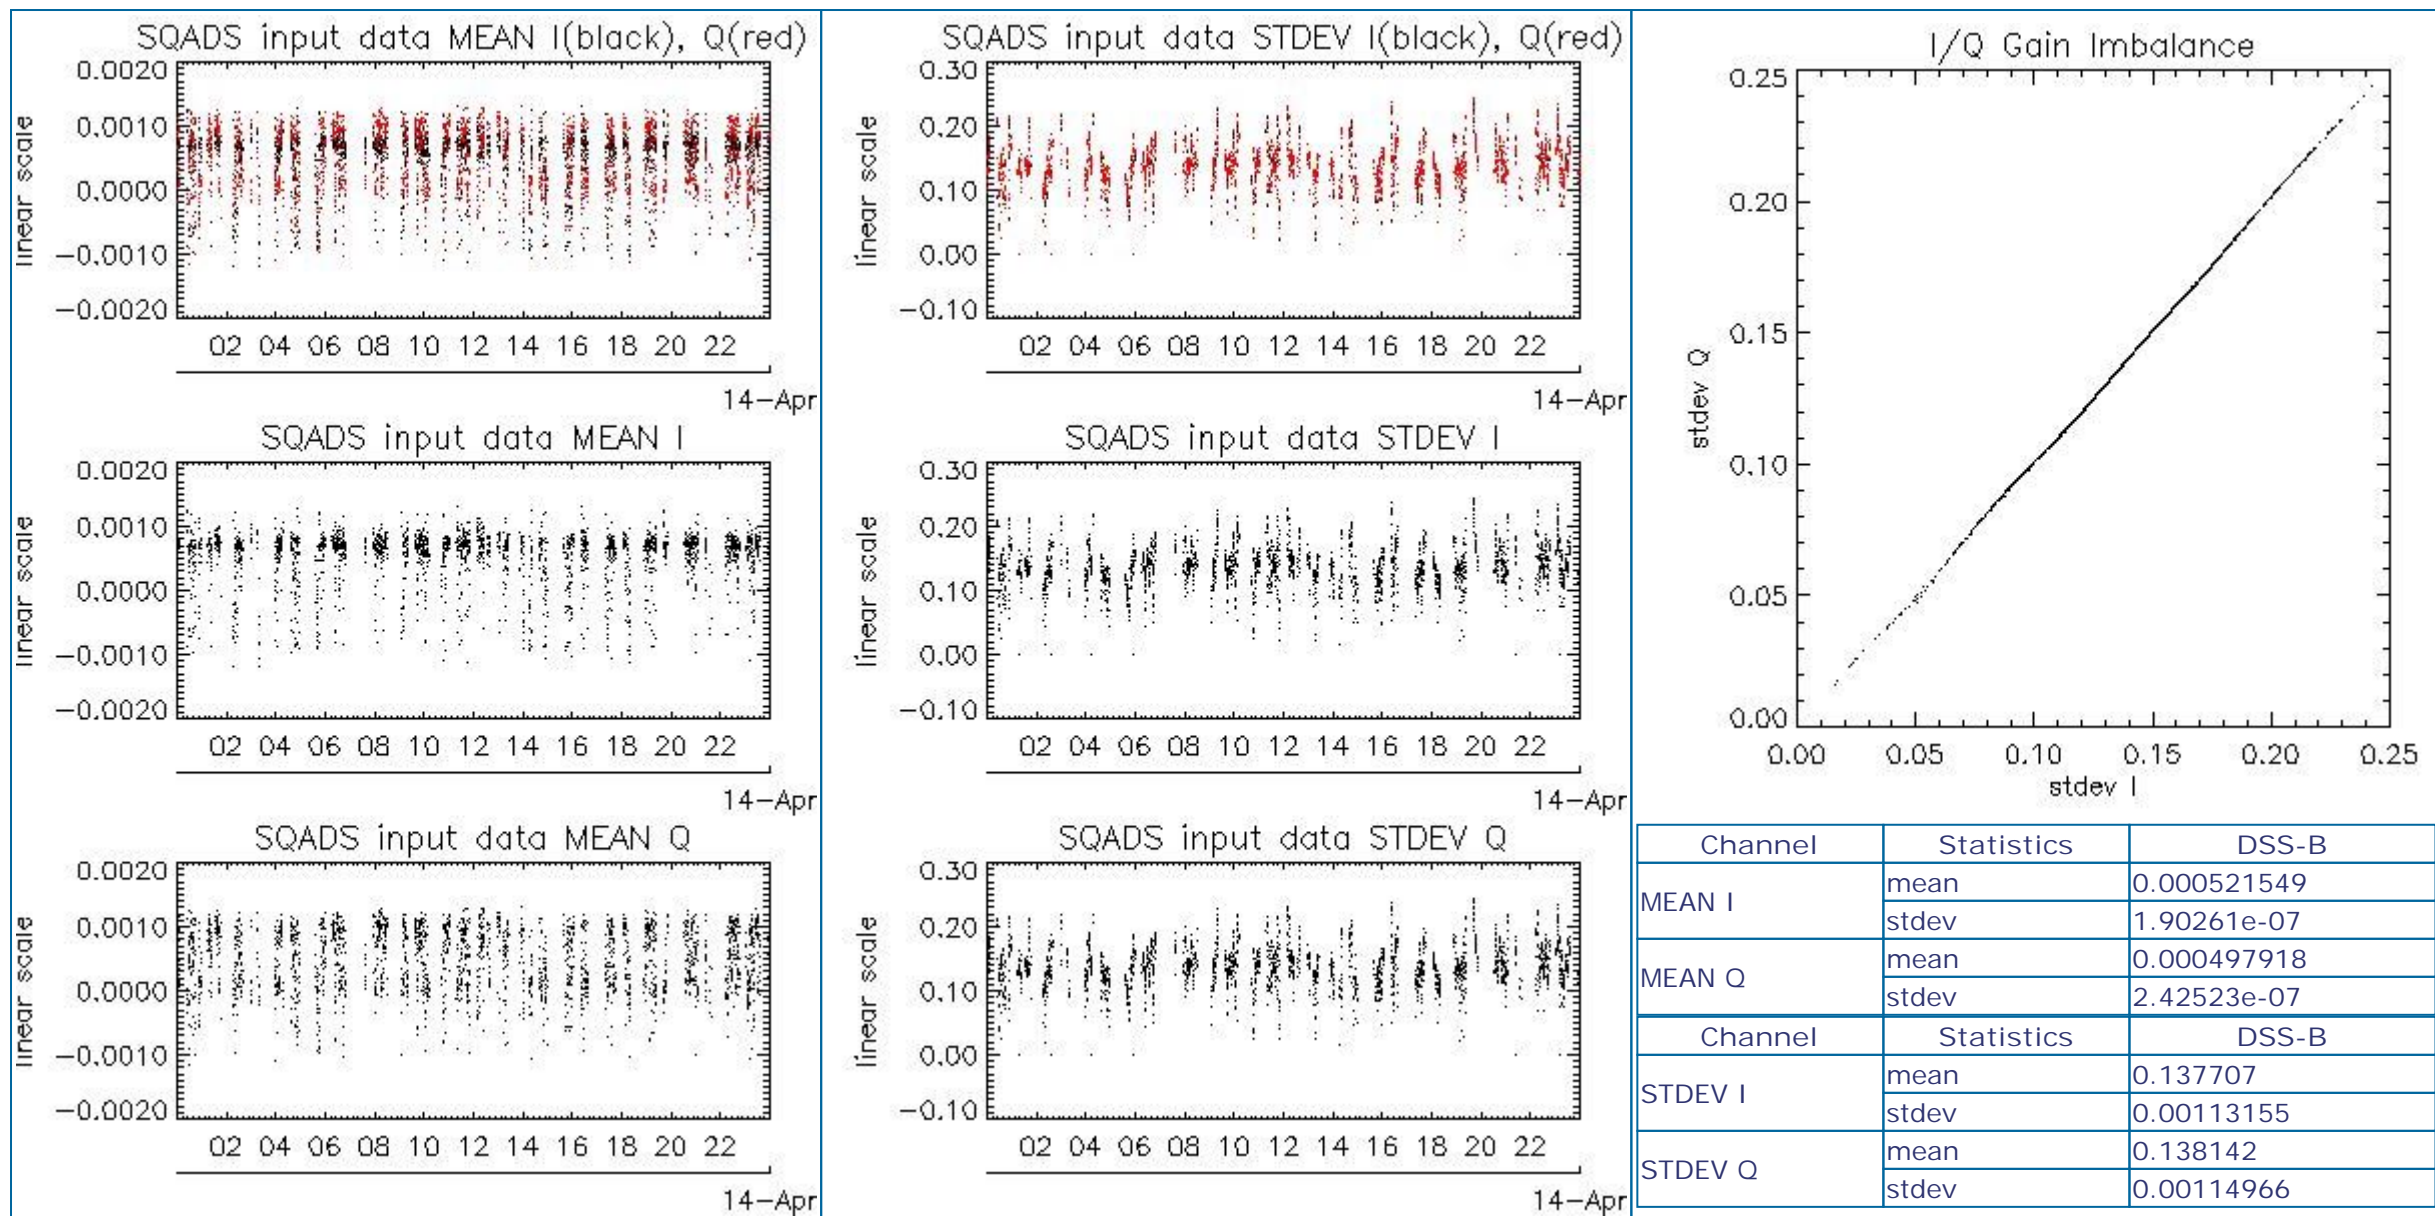 SQADS input data MEAN I(black), Q(red)
0.0020
0.0010
0.0000
−0.0010
−0.0020
linear scale
02 04 06 08 10 12 14 16 18 20 22
14−Apr
SQADS input data MEAN I
0.0020
0.0010
0.0000
−0.0010
−0.0020
linear scale
02 04 06 08 10 12 14 16 18 20 22
14−Apr
SQADS input data MEAN Q
0.0020
0.0010
0.0000
−0.0010
−0.0020
linear scale
02 04 06 08 10 12 14 16 18 20 22
14−Apr
SQADS input data STDEV I(black), Q(red)
0.30
0.20
0.10
0.00
−0.10
linear scale
02 04 06 08 10 12 14 16 18 20 22
14−Apr
SQADS input data STDEV I
0.30
0.20
0.10
0.00
−0.10
linear scale
02 04 06 08 10 12 14 16 18 20 22
14−Apr
SQADS input data STDEV Q
0.30
0.20
0.10
0.00
−0.10
linear scale
02 04 06 08 10 12 14 16 18 20 22
14−Apr
I/Q Gain Imbalance
0.25
0.20
0.15
0.10
0.05
0.00
stdev Q
0.00 0.05 0.10 0.15 0.20 0.25
stdev I
Channel Statistics DSS-B
MEAN I mean 0.000521549
stdev 1.90261e-07
MEAN Q mean 0.000497918
stdev 2.42523e-07
Channel Statistics DSS-B
STDEV I mean 0.137707
stdev 0.00113155
STDEV Q mean 0.138142
stdev 0.00114966